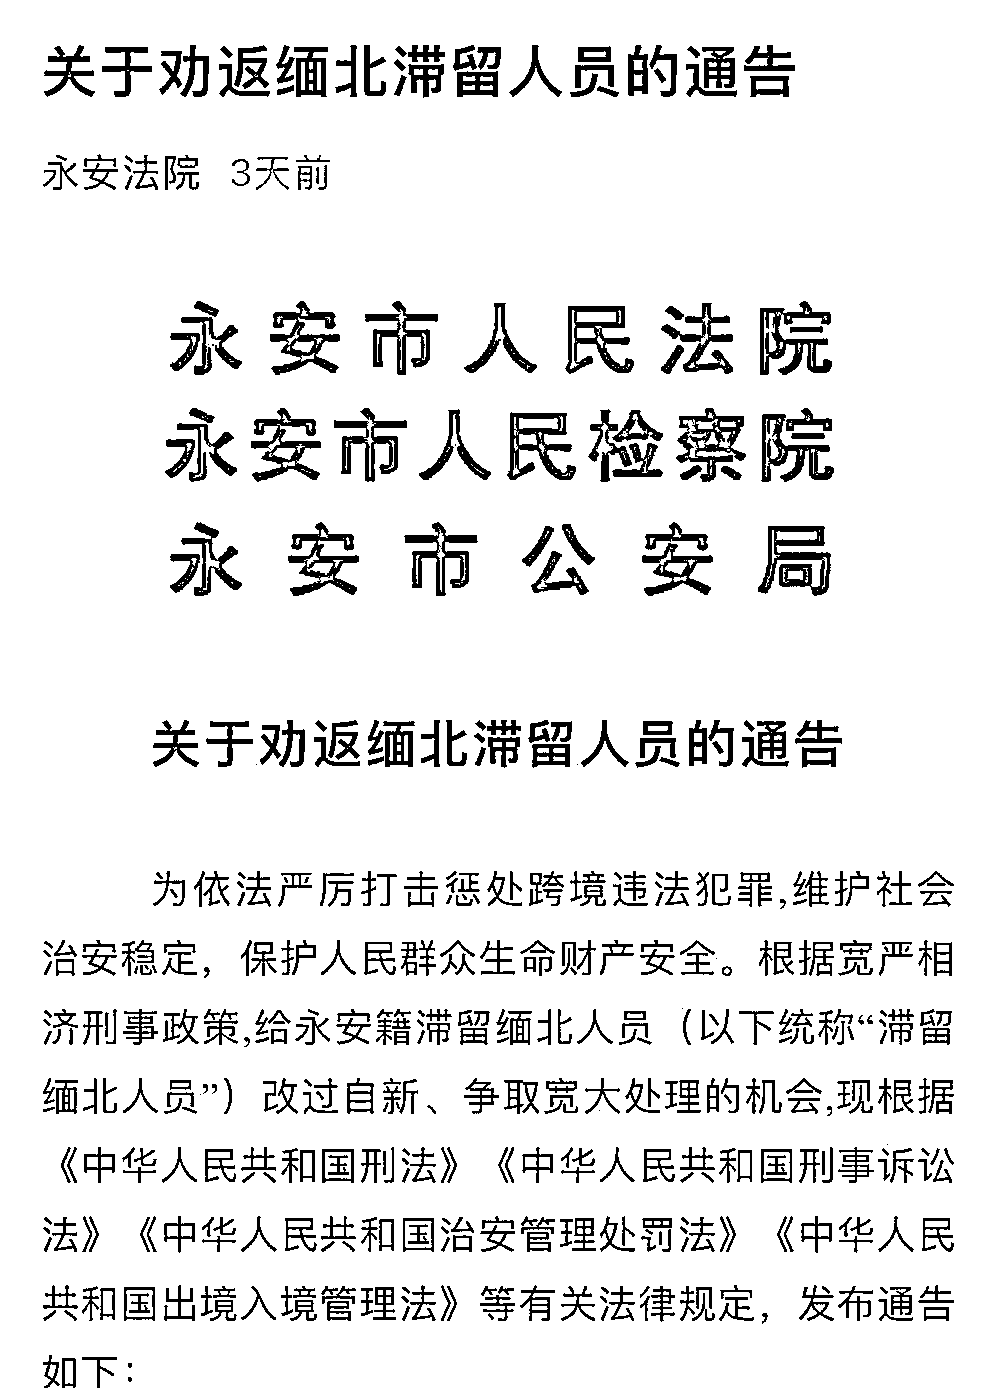 关于劝返缅北滞留人员的通告
永安法院 3天前
永安市人民法院
永安市人民检察院
永安市公安局
关于劝返缅北滞留人员的通告
为依法严厉打击惩处跨境违法犯罪,维护社会
治安稳定，保护人民群众生命财产安全。根据宽严相
济刑事政策,给永安籍滞留缅北人员（以下统称“滞留
缅北人员”）改过自新、争取宽大处理的机会,现根据
《中华人民共和国刑法》《中华人民共和国刑事诉讼
法》《中华人民共和国治安管理处罚法》《中华人民
共和国出境入境管理法》等有关法律规定，发布通告
如下：